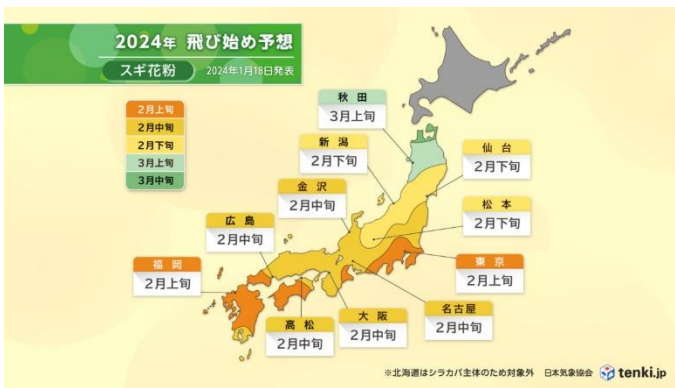 2024年 飛び始め予想
スギ花粉
2024年1月18日発表
2月上旬
2月中旬
2月下旬
3月上旬
3月中旬
秋田
3月上旬
新潟
2月下旬
仙台
2月下旬
金沢
2月中旬
松本
2月下旬
広島
2月中旬
福岡
2月上旬
東京
2月上旬
高松
2月中旬
大阪
2月中旬
名古屋
2月中旬
※北海道はシラカバ主体のため対象外 日本気象協会 tenki.jp